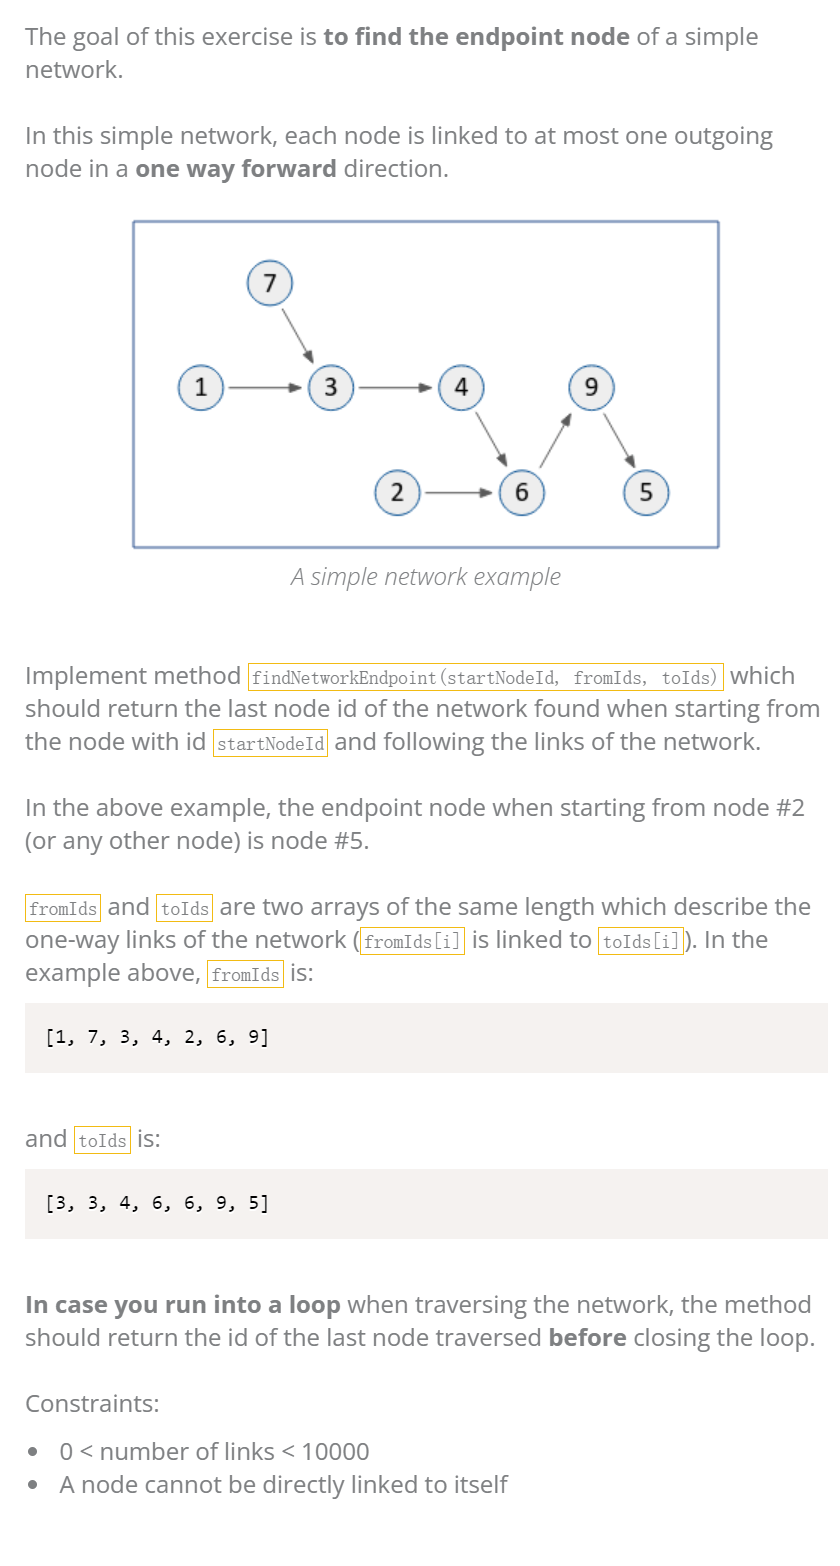 The goal of this exercise is to find the endpoint node of a simple
network.
In this simple network, each node is linked to at most one outgoing
node in a one way forward direction.
7
1 3 4 9
2 6 5
A simple network example
Implement method findNetworkEndpoint(startNodeId, fromIds, toIds) which
should return the last node id of the network found when starting from
the node with id startNodeId and following the links of the network.
In the above example, the endpoint node when starting from node #2
(or any other node) is node #5.
fromIds and toIds are two arrays of the same length which describe the
one-way links of the network (fromIds[i] is linked to toIds[i]). In the
example above, fromIds is:
[1, 7, 3, 4, 2, 6, 9]
and toIds is:
[3, 3, 4, 6, 6, 9, 5]
In case you run into a loop when traversing the network, the method
should return the id of the last node traversed before closing the loop.
Constraints:
• 0 < number of links < 10000
• A node cannot be directly linked to itself